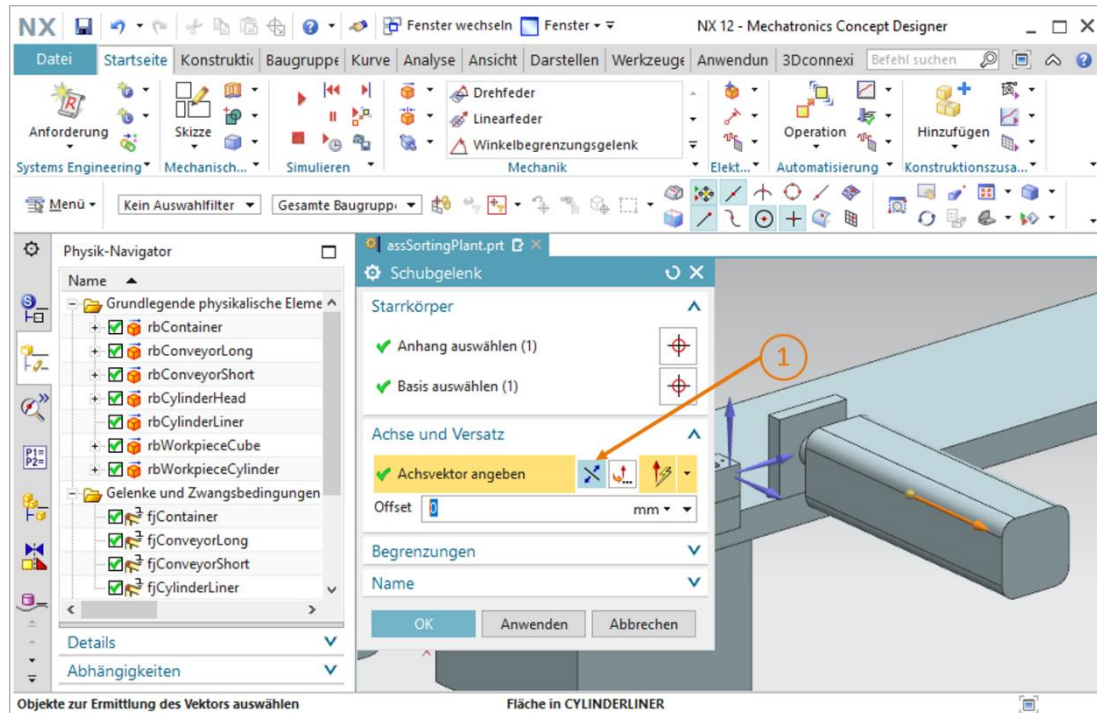 NX Fenster wechseln Fenster NX 12 - Mechatronics Concept Designer
Datei Startseite Konstruktic Baugruppe Kurve Analyse Ansicht Darstellen Werkzeuge Anwendun 3Dconnexi Befehl suchen
Drehfeder
Linearfeder
Anforderung Skizze Winkelbegrenzungsgelenk Operation Hinzufügen
Systems Engineering Mechanisch... Simulieren Mechanik Elekt... Automatisierung Konstruktionszusa...
Menü Kein Auswahlfilter Gesamte Baugruppe
Physik-Navigator
Name
Grundlegende physikalische Eleme
rbContainer
rbConveyorLong
rbConveyorShort
rbCylinderHead
rbCylinderLiner
rbWorkpieceCube
rbWorkpieceCylinder
Gelenke und Zwangsbedingungen
fjContainer
fjConveyorLong
fjConveyorShort
fjCylinderLiner
Details
Abhängigkeiten
P1=
P2=
assSortingPlant.prt
Schubgelenk
Starrkörper
Anhang auswählen (1)
Basis auswählen (1)
Achse und Versatz
Achsvektor angeben
Offset 0 mm
Begrenzungen
Name
OK Anwenden Abbrechen
1
Objekte zur Ermittlung des Vektors auswählen Fläche in CYLINDERLINER